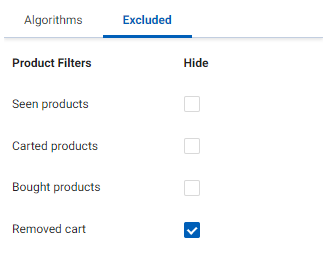 Algorithms Excluded
Product Filters Hide
Seen products
Carted products
Bought products
Removed cart